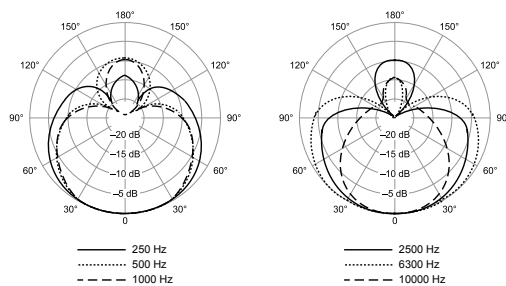 180°
150° 150°
120° 120°
90° 90°
60° 60°
30° 30°
0
–20 dB
–15 dB
–10 dB
–5 dB
250 Hz
500 Hz
1000 Hz
180°
150° 150°
120° 120°
90° 90°
60° 60°
30° 30°
0
–20 dB
–15 dB
–10 dB
–5 dB
2500 Hz
6300 Hz
10000 Hz